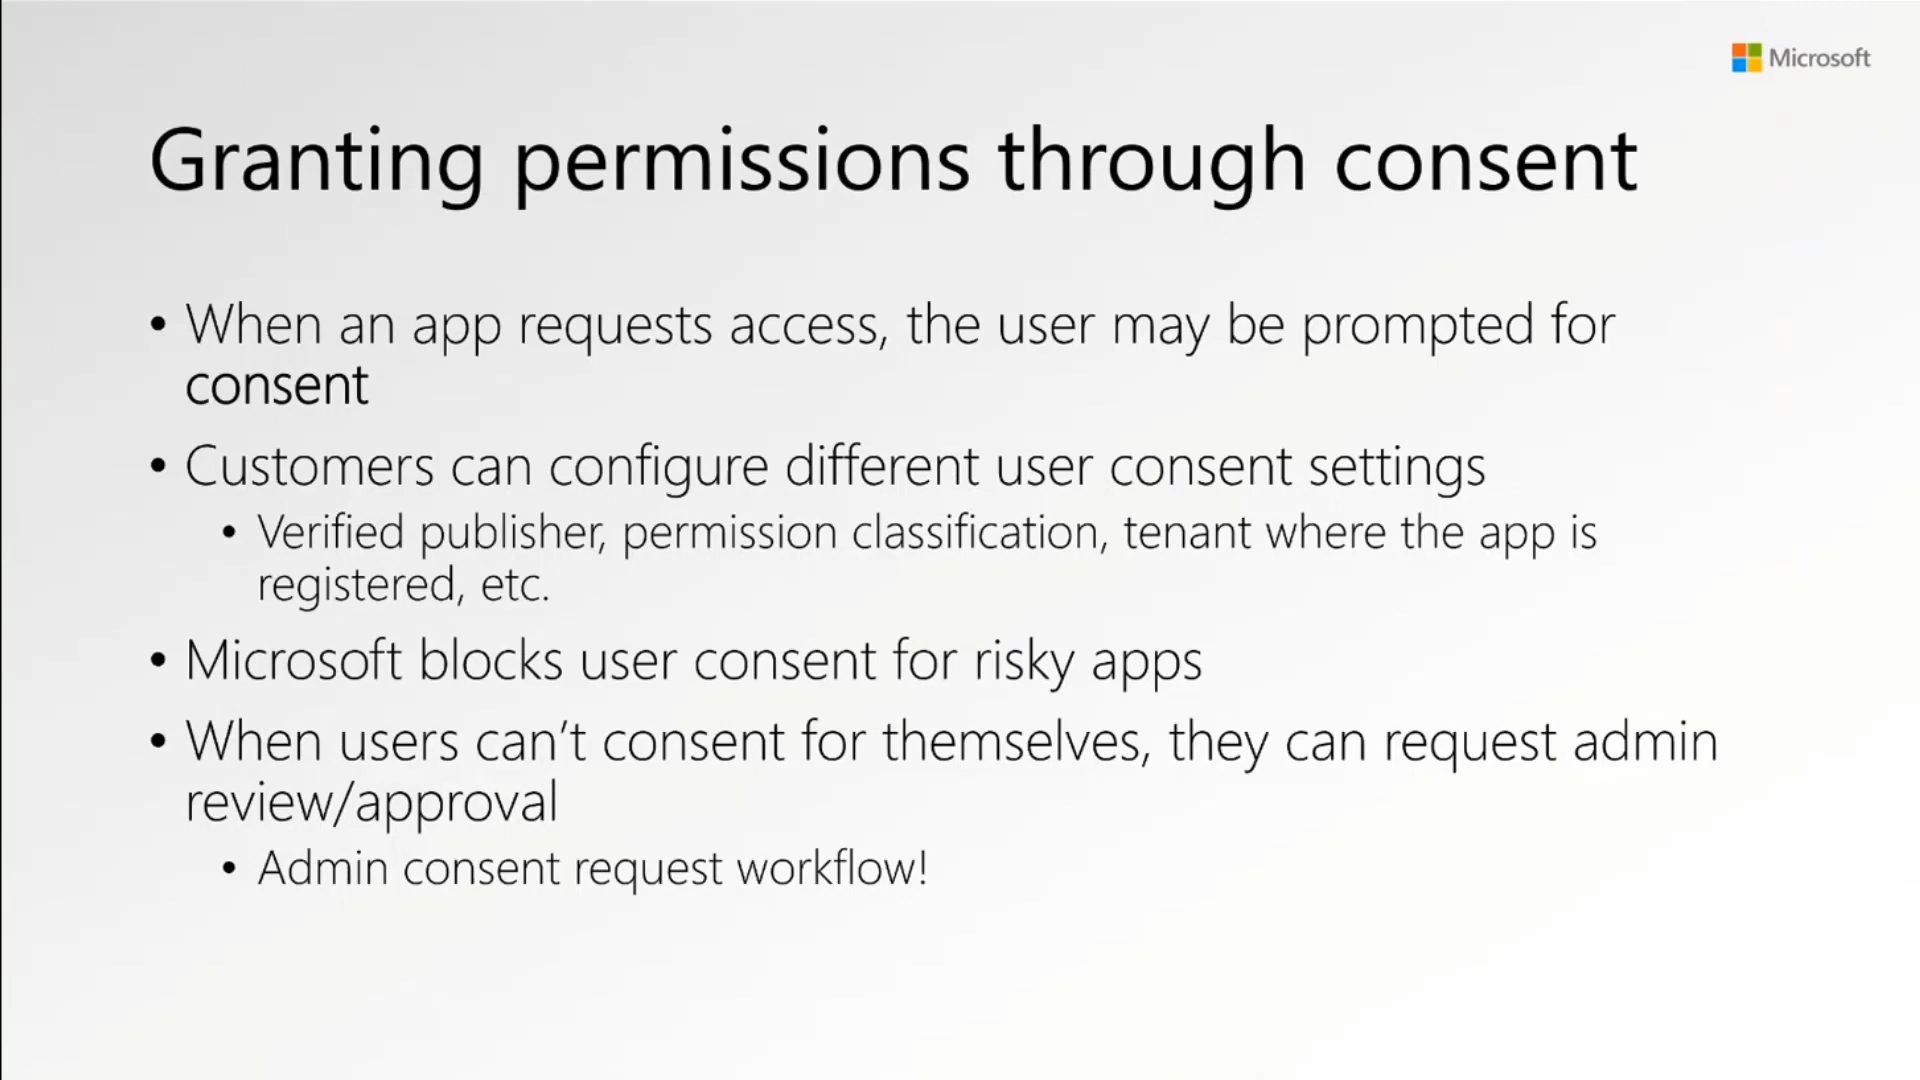 Microsoft
Granting permissions through consent
• When an app requests access, the user may be prompted for
consent
• Customers can configure different user consent settings
• Verified publisher, permission classification, tenant where the app is
registered, etc.
• Microsoft blocks user consent for risky apps
• When users can’t consent for themselves, they can request admin
review/approval
• Admin consent request workflow!